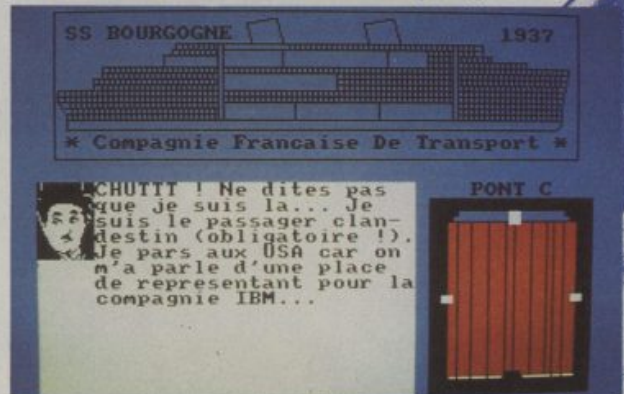 SS BOURGOGNE 1937
* Compagnie Francaise De Transport *
CHUTTT ! Ne dites pas
que je suis la... Je
suis le passager clan-
destin (obligatoire !).
Je pars aux USA car on
m'a parle d'une place
de representant pour la
compagnie IBM...
PONT C